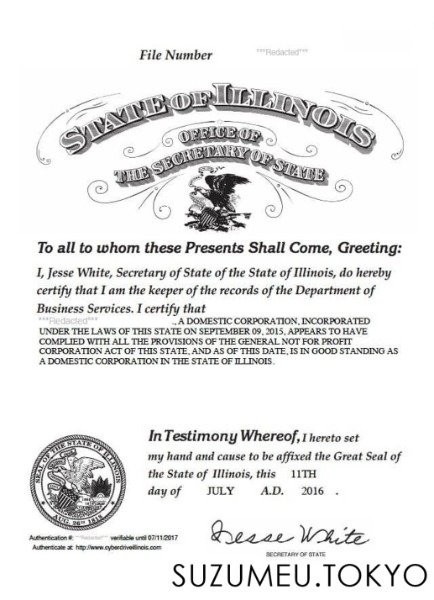 File Number ***Redacted***
STATE OF ILLINOIS
OFFICE OF
THE SECRETARY OF STATE
To all to whom these Presents Shall Come, Greeting:
I, Jesse White, Secretary of State of the State of Illinois, do hereby
certify that I am the keeper of the records of the Department of
Business Services. I certify that
***Redacted*** ., A DOMESTIC CORPORATION, INCORPORATED
UNDER THE LAWS OF THIS STATE ON SEPTEMBER 09, 2015, APPEARS TO HAVE
COMPLIED WITH ALL THE PROVISIONS OF THE GENERAL NOT FOR PROFIT
CORPORATION ACT OF THIS STATE, AND AS OF THIS DATE, IS IN GOOD STANDING AS
A DOMESTIC CORPORATION IN THE STATE OF ILLINOIS.
In Testimony Whereof, I hereto set
my hand and cause to be affixed the Great Seal of
the State of Illinois, this 11TH
day of JULY A.D. 2016 .
SEAL OF THE STATE OF ILLINOIS
AUG. 26TH 1818
Authentication #: ***Redacted*** verifiable until 07/11/2017
Authenticate at: http://www.cyberdriveillinois.com
Jesse White
SECRETARY OF STATE
SUZUMEU.TOKYO